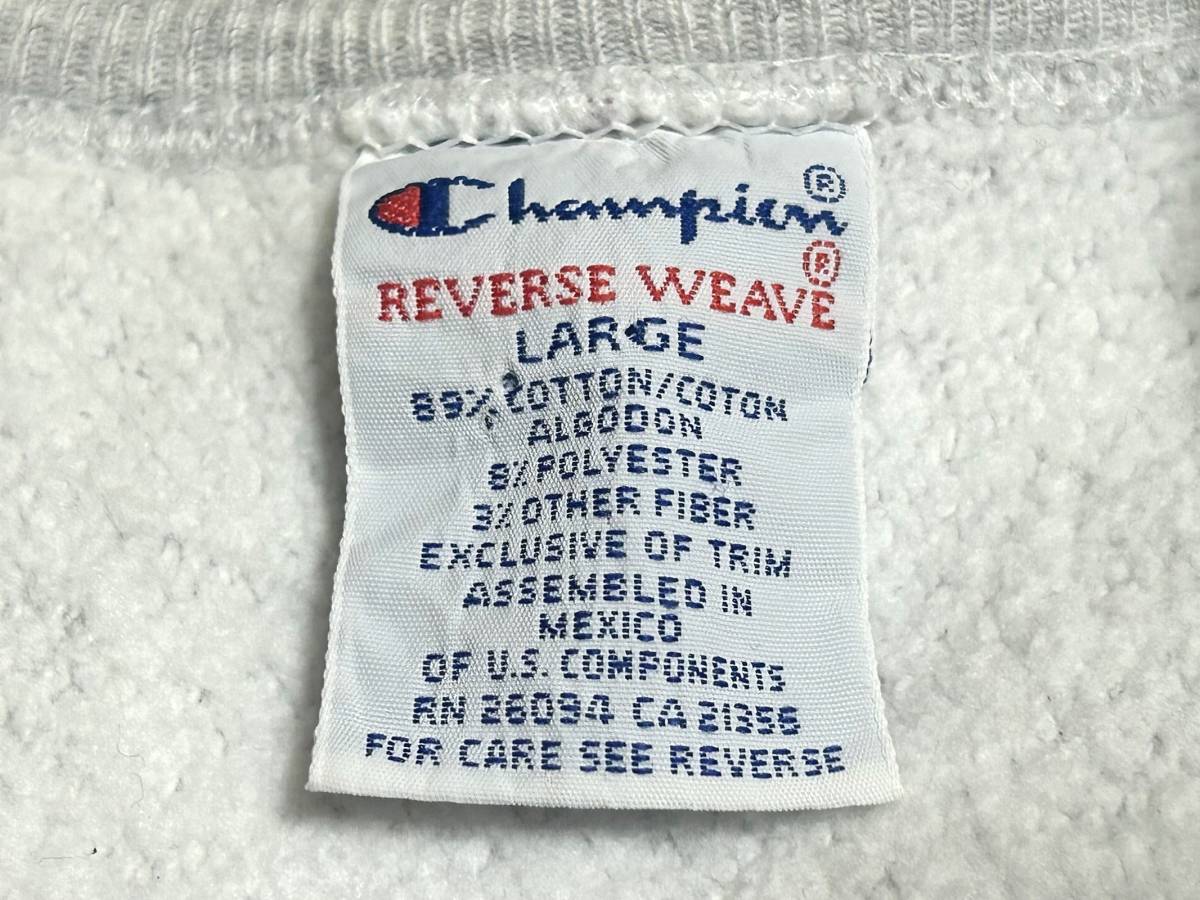 Champion®
REVERSE WEAVE®
LARGE
89% COTTON/COTON
ALGODON
8% POLYESTER
3% OTHER FIBER
EXCLUSIVE OF TRIM
ASSEMBLED IN
MEXICO
OF U.S. COMPONENTS
RN 26094 CA 21356
FOR CARE SEE REVERSE